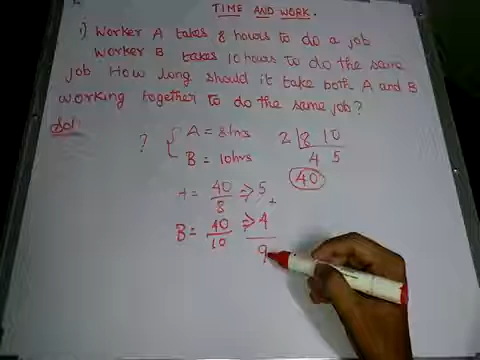 TIME AND WORK.
1) Worker A takes 8 hours to do a job
Worker B takes 10 hours to do the same
job How long should it take both A and B
working together to do the same job?
Sol:
? { A = 8hrs
B = 10hrs
2 | 8 10
4 5
40
A = 40/8 => 5 +
B = 40/10 => 4
9